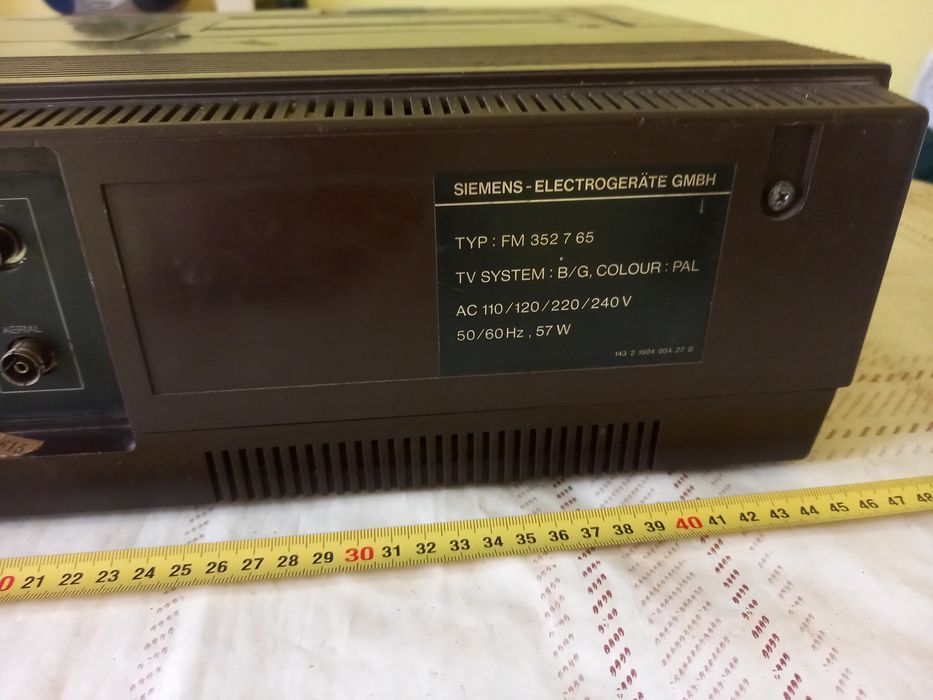 SIEMENS-ELECTROGERÄTE GMBH
TYP : FM 352 7 65
TV SYSTEM : B/G, COLOUR : PAL
AC 110/120/220/240 V
50/60 Hz , 57 W
143 2 1904 004 27 0
AERIAL
21 22 23 24 25 26 27 28 29 30 31 32 33 34 35 36 37 38 39 40 41 42 43 44 45 46 47 48